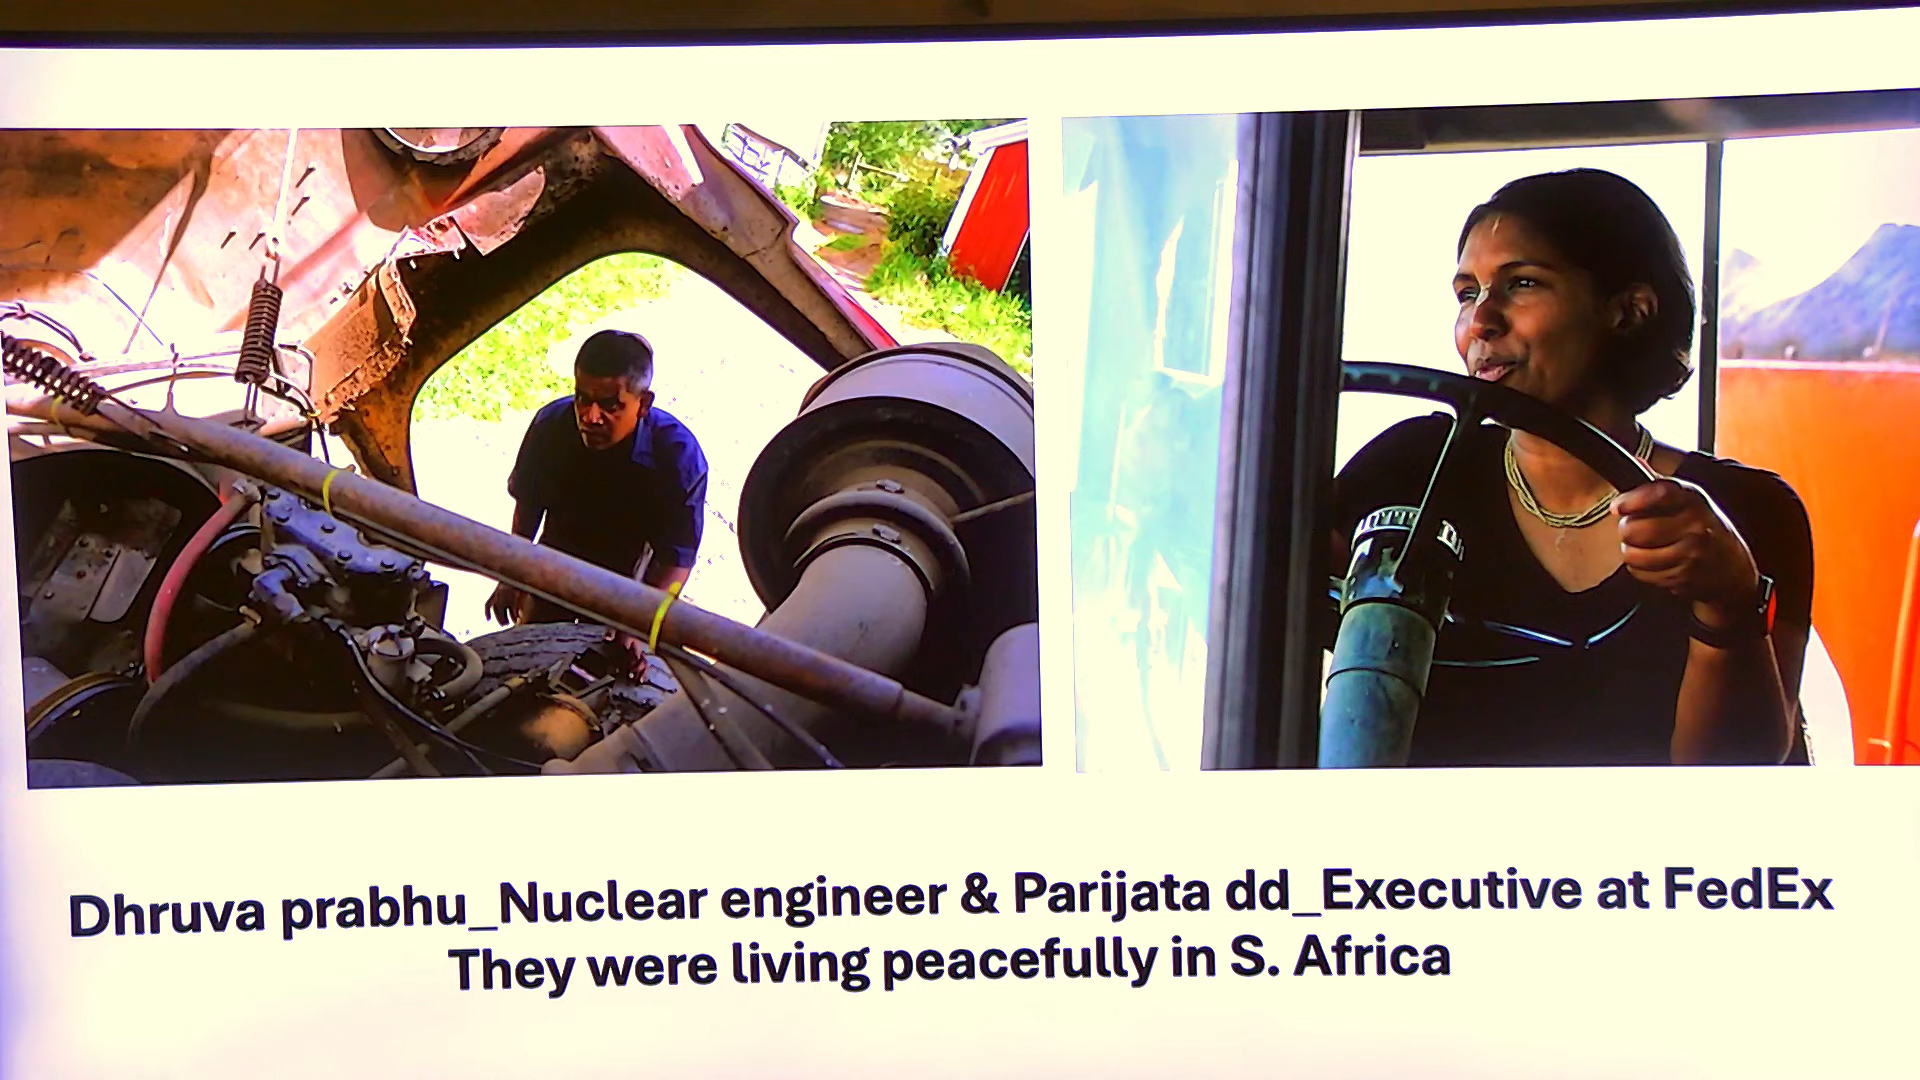 Dhruva prabhu_Nuclear engineer & Parijata dd_Executive at FedEx
They were living peacefully in S. Africa